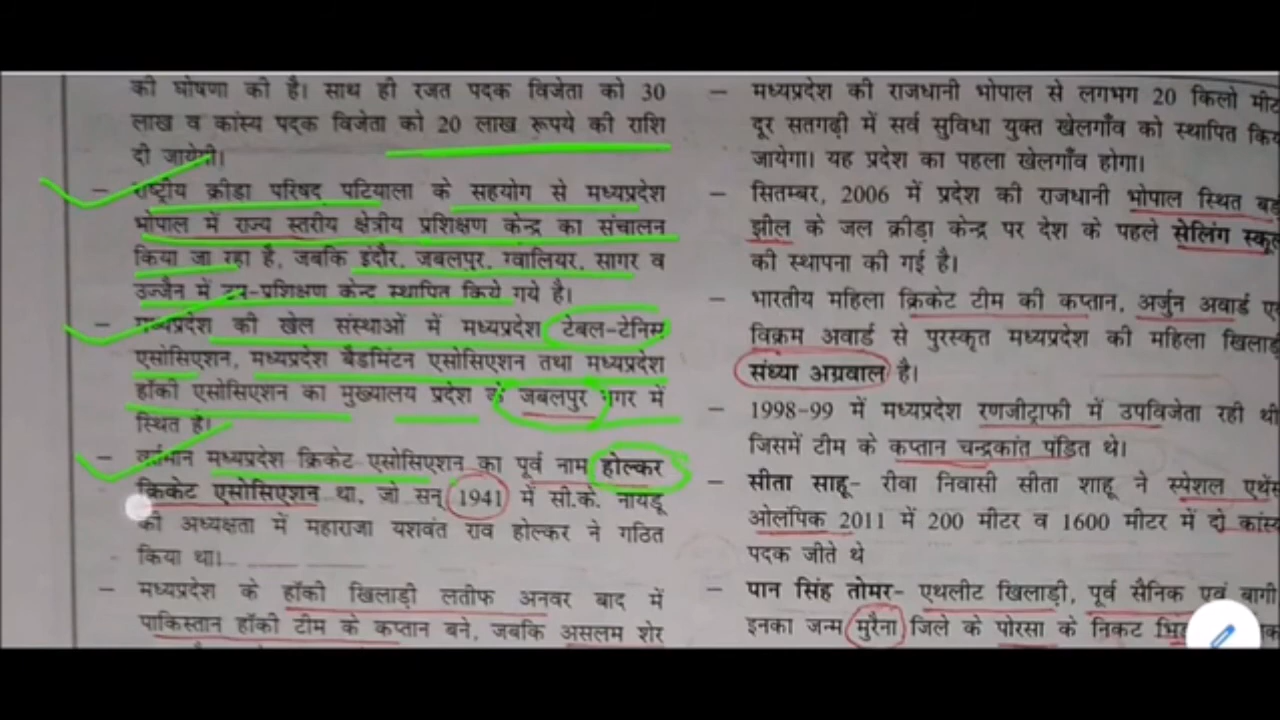 की घोषणा की है। साथ ही रजत पदक विजेता को 30
लाख व कांस्य पदक विजेता को 20 लाख रूपये की राशि
दी जायेगी।
– राष्ट्रीय क्रीड़ा परिषद् पटियाला के सहयोग से मध्यप्रदेश
भोपाल में राज्य स्तरीय क्षेत्रीय प्रशिक्षण केन्द्र का संचालन
किया जा रहा है, जबकि इंदौर, जबलपुर, ग्वालियर, सागर व
उज्जैन में उप-प्रशिक्षण केन्द्र स्थापित किये गये है।
– मध्यप्रदेश की खेल संस्थाओं में मध्यप्रदेश टेबल-टेनिस
एसोसिएशन, मध्यप्रदेश बैडमिंटन एसोसिएशन तथा मध्यप्रदेश
हॉकी एसोसिएशन का मुख्यालय प्रदेश के जबलपुर नगर में
स्थित है।
– वर्तमान मध्यप्रदेश क्रिकेट एसोसिएशन का पूर्व नाम होल्कर
क्रिकेट एसोसिएशन था, जो सन् 1941 में सी.के. नायडू
की अध्यक्षता में महाराजा यशवंत राव होल्कर ने गठित
किया था।
– मध्यप्रदेश के हॉकी खिलाड़ी लतीफ अनवर बाद में
पाकिस्तान हॉकी टीम के कप्तान बने, जबकि असलम शेर
– मध्यप्रदेश की राजधानी भोपाल से लगभग 20 किलो मीट
दूर सतगढ़ी में सर्व सुविधा युक्त खेलगाँव को स्थापित किय
जायेगा। यह प्रदेश का पहला खेलगाँव होगा।
– सितम्बर, 2006 में प्रदेश की राजधानी भोपाल स्थित बड़
झील के जल क्रीड़ा केन्द्र पर देश के पहले सेलिंग स्कू
की स्थापना की गई है।
– भारतीय महिला क्रिकेट टीम की कप्तान, अर्जुन अवार्ड ए
विक्रम अवार्ड से पुरस्कृत मध्यप्रदेश की महिला खिलाड़
संध्या अग्रवाल है।
– 1998-99 में मध्यप्रदेश रणजीट्राफी में उपविजेता रही थी
जिसमें टीम के कप्तान चन्द्रकांत पंडित थे।
– सीता साहू- रीवा निवासी सीता शाहू ने स्पेशल एथें
ओलंपिक 2011 में 200 मीटर व 1600 मीटर में दो कांस
पदक जीते थे
– पान सिंह तोमर- एथलीट खिलाड़ी, पूर्व सैनिक एवं बागी
इनका जन्म मुरैना जिले के पोरसा के निकट